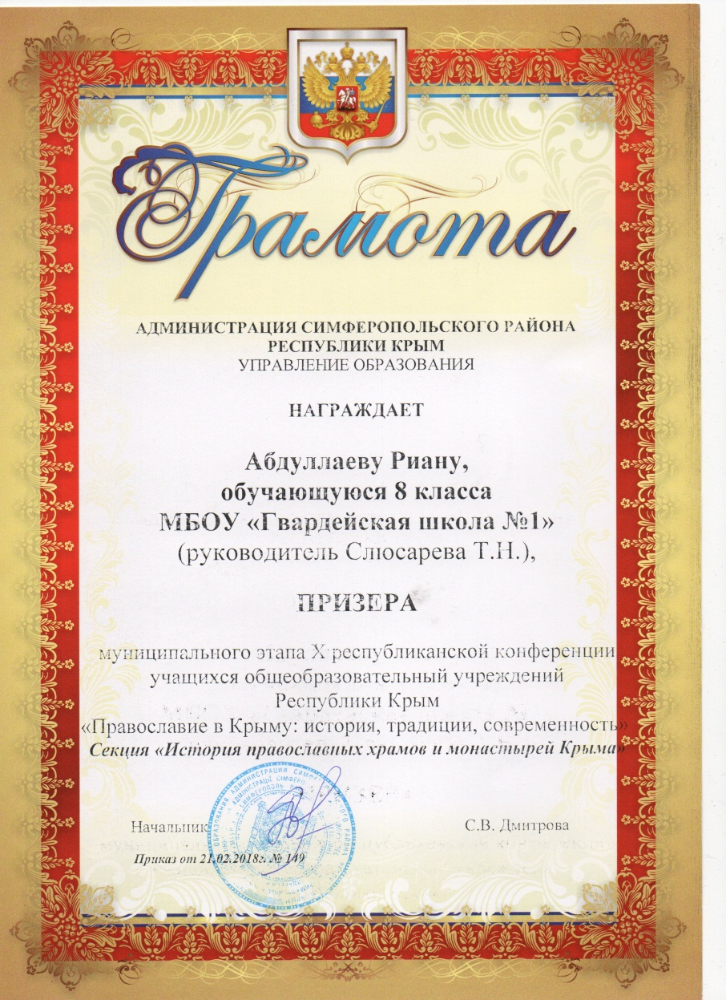 Грамота
АДМИНИСТРАЦИЯ СИМФЕРОПОЛЬСКОГО РАЙОНА
РЕСПУБЛИКИ КРЫМ
УПРАВЛЕНИЕ ОБРАЗОВАНИЯ
НАГРАЖДАЕТ
Абдуллаеву Риану,
обучающуюся 8 класса
МБОУ «Гвардейская школа №1»
(руководитель Слюсарева Т.Н.),
ПРИЗЕРА
муниципального этапа X республиканской конференции
учащихся общеобразовательный учреждений
Республики Крым
«Православие в Крыму: история, традиции, современность»
Секция «История православных храмов и монастырей Крыма»
Начальник
С.В. Дмитрова
Приказ от 21.02.2018г. № 149